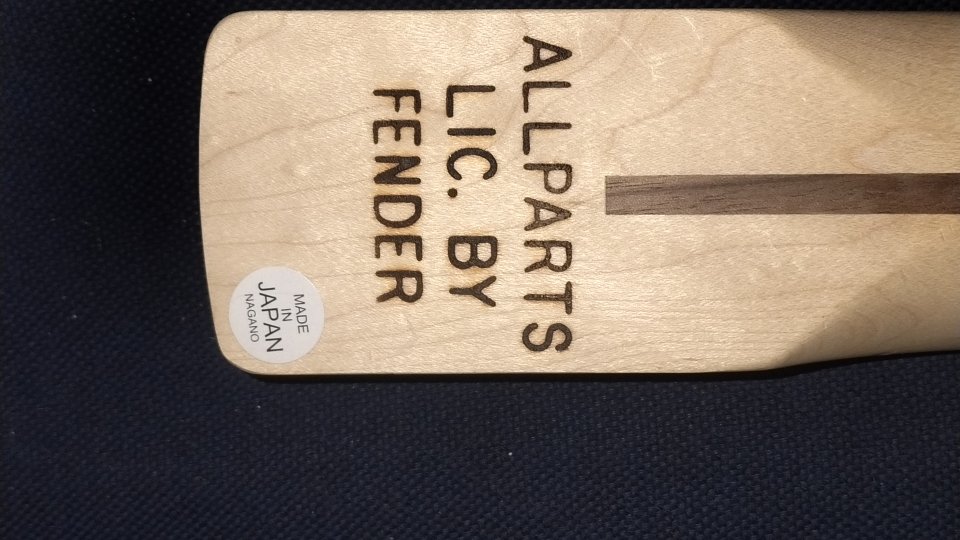 ALLPARTS
LIC. BY
FENDER
MADE
IN
JAPAN
NAGANO